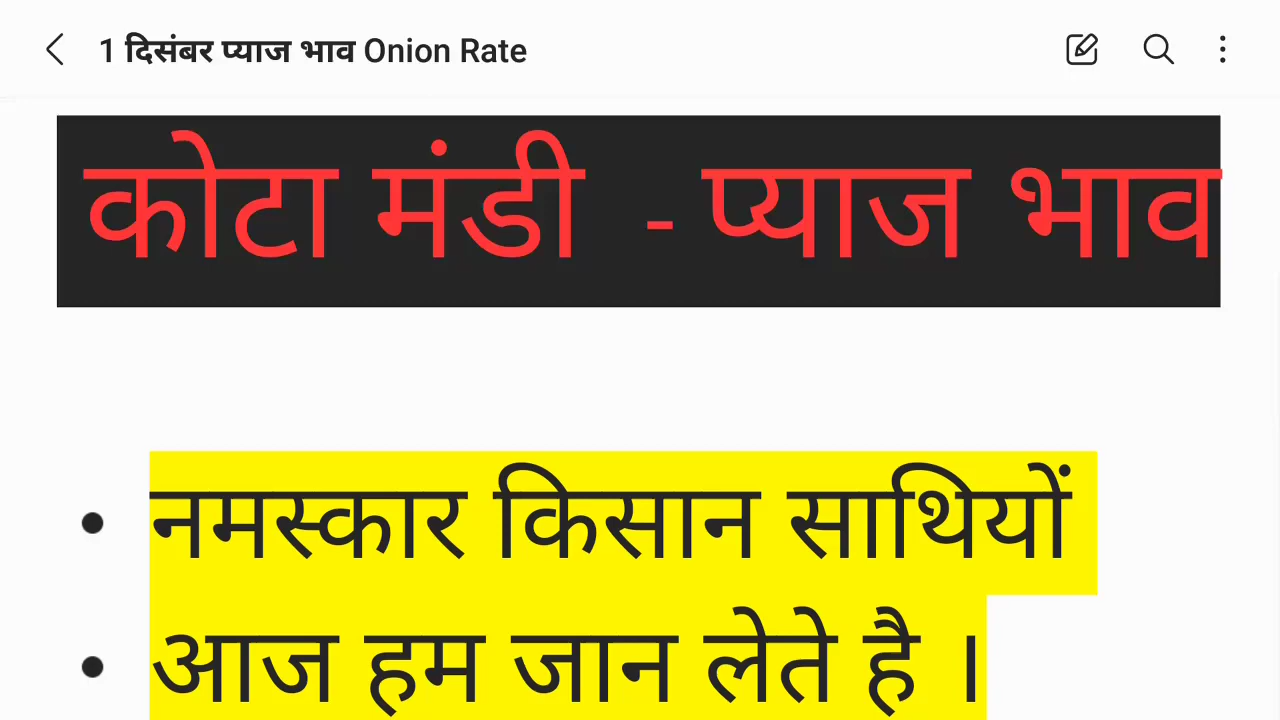 1 दिसंबर प्याज भाव Onion Rate
कोटा मंडी - प्याज भाव
• नमस्कार किसान साथियों
• आज हम जान लेते है ।